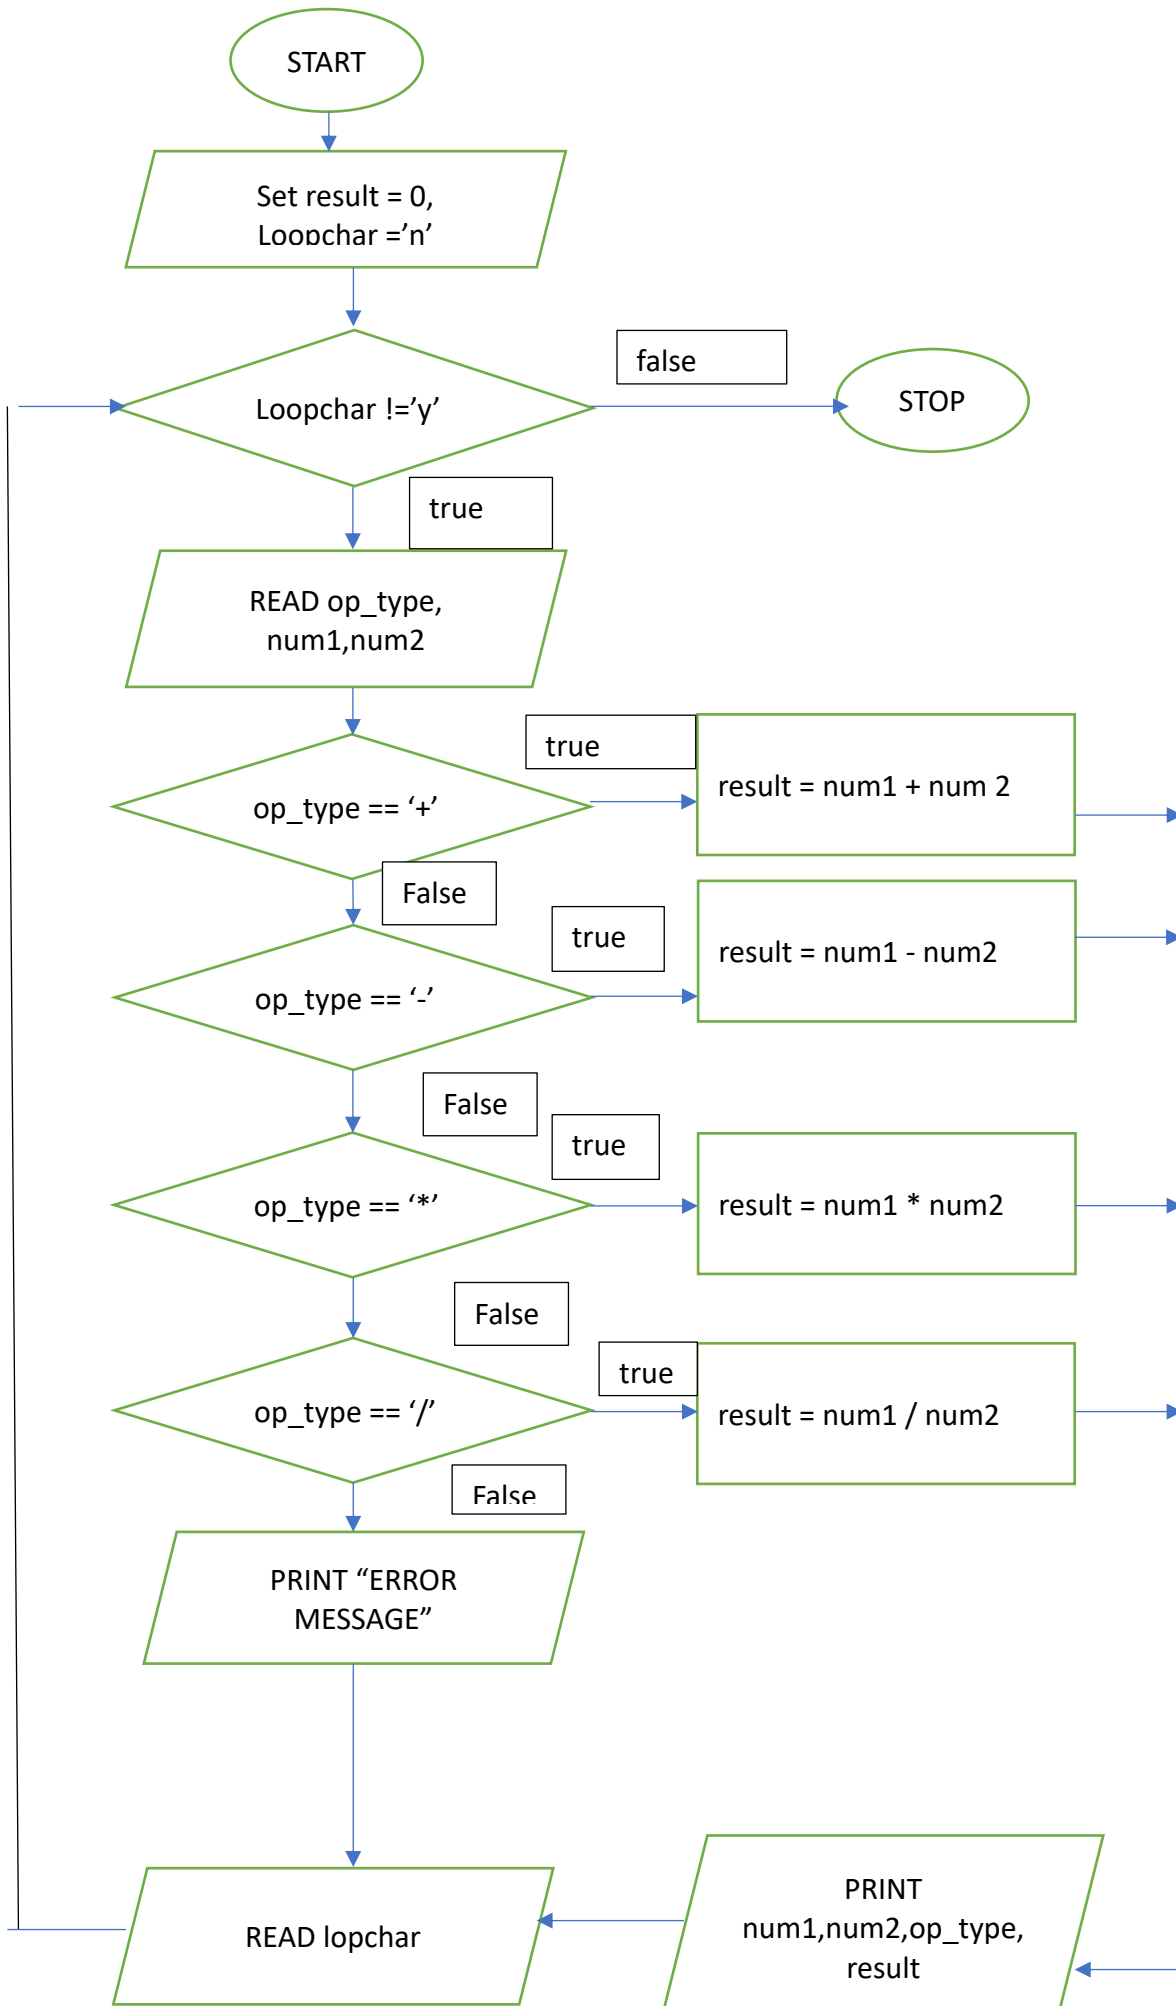 START
Set result = 0,
Loopchar =’n’
Loopchar !=’y’
false
STOP
true
READ op_type,
num1,num2
op_type == ‘+’
true
result = num1 + num 2
False
op_type == ‘-’
true
result = num1 - num2
False
op_type == ‘*’
true
result = num1 * num2
False
op_type == ‘/’
true
result = num1 / num2
False
PRINT “ERROR
MESSAGE”
READ lopchar
PRINT
num1,num2,op_type,
result